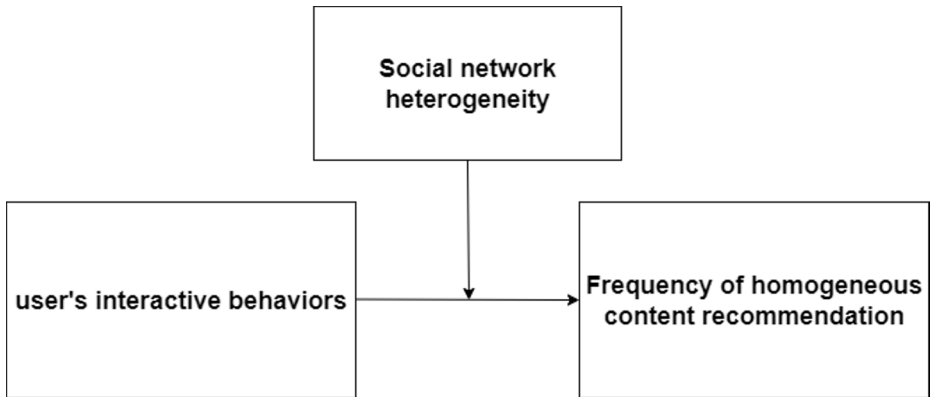 Social network
heterogeneity
user's interactive behaviors
Frequency of homogeneous
content recommendation